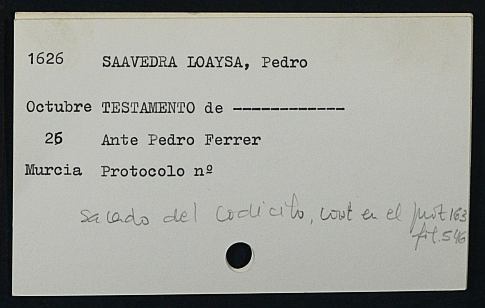 1626 SAAVEDRA LOAYSA, Pedro
Octubre TESTAMENTO de ------------
26 Ante Pedro Ferrer
Murcia Protocolo nº
sacado del codicilo, cont en el prot 163
fol. 546